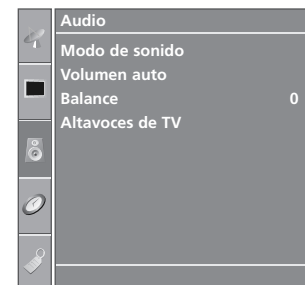 Audio
Modo de sonido
Volumen auto
Balance 0
Altavoces de TV